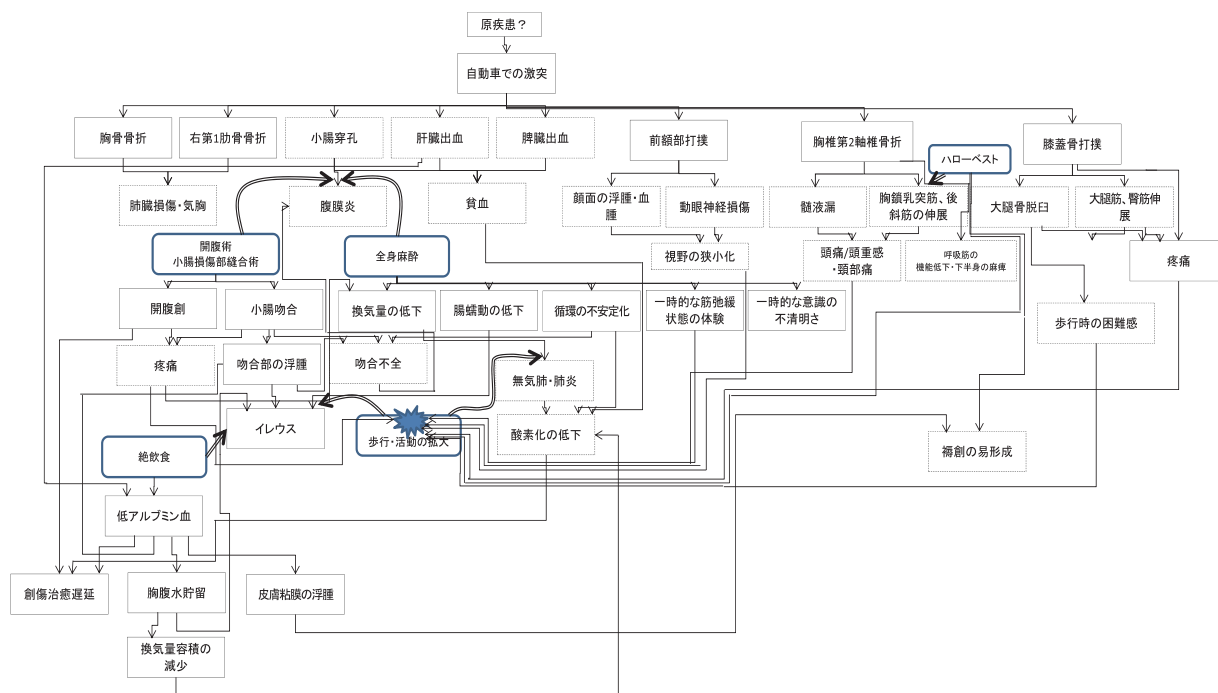 原疾患？
自動車での激突
胸骨骨折
右第1肋骨骨折
小腸穿孔
肝臓出血
脾臓出血
前額部打撲
胸椎第2軸椎骨折
膝蓋骨打撲
ハローベスト
肺臓損傷・気胸
腹膜炎
貧血
顔面の浮腫・血
腫
動眼神経損傷
髄液漏
胸鎖乳突筋、後
斜筋の伸展
大腿骨脱臼
大腿筋、臀筋伸
展
開腹術
小腸損傷部縫合術
全身麻酔
視野の狭小化
頭痛/頭重感
・頸部痛
呼吸筋の
機能低下・下半身の麻痺
疼痛
開腹創
小腸吻合
換気量の低下
腸蠕動の低下
循環の不安定化
一時的な筋弛緩
状態の体験
一時的な意識の
不清明さ
歩行時の困難感
疼痛
吻合部の浮腫
吻合不全
無気肺・肺炎
イレウス
歩行・活動の拡大
酸素化の低下
褥創の易形成
絶飲食
低アルブミン血
創傷治癒遅延
胸腹水貯留
皮膚粘膜の浮腫
換気量容積の
減少